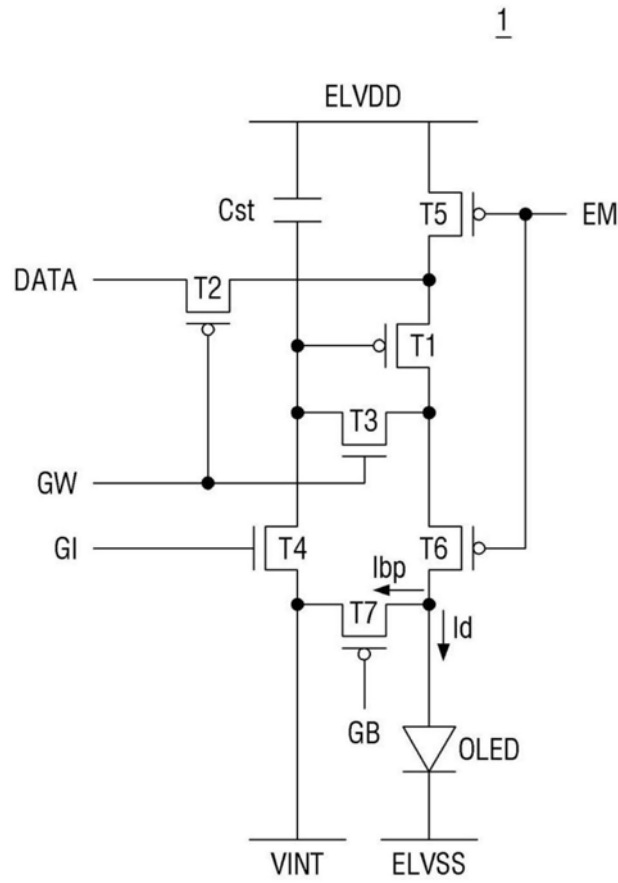 1
ELVDD
Cst
T5
EM
DATA
T2
T1
T3
GW
GI
T4
T6
Ibp
T7
Id
GB
OLED
VINT
ELVSS